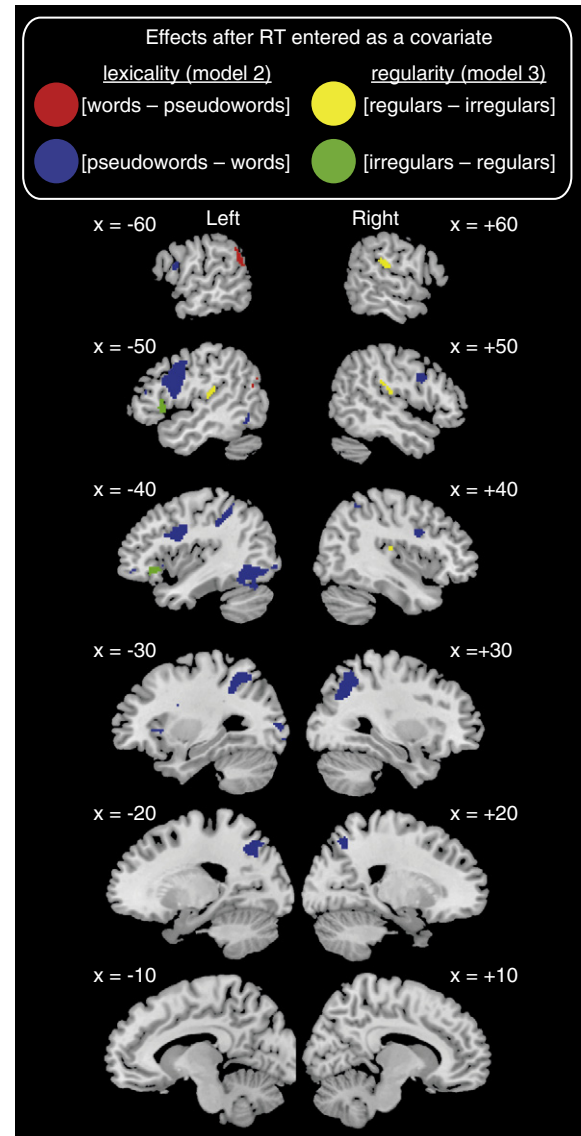 Effects after RT entered as a covariate
lexicality (model 2) regularity (model 3)
[words – pseudowords] [regulars – irregulars]
[pseudowords – words] [irregulars – regulars]
Left Right
x = -60 x = +60
x = -50 x = +50
x = -40 x = +40
x = -30 x =+30
x = -20 x = +20
x = -10 x = +10